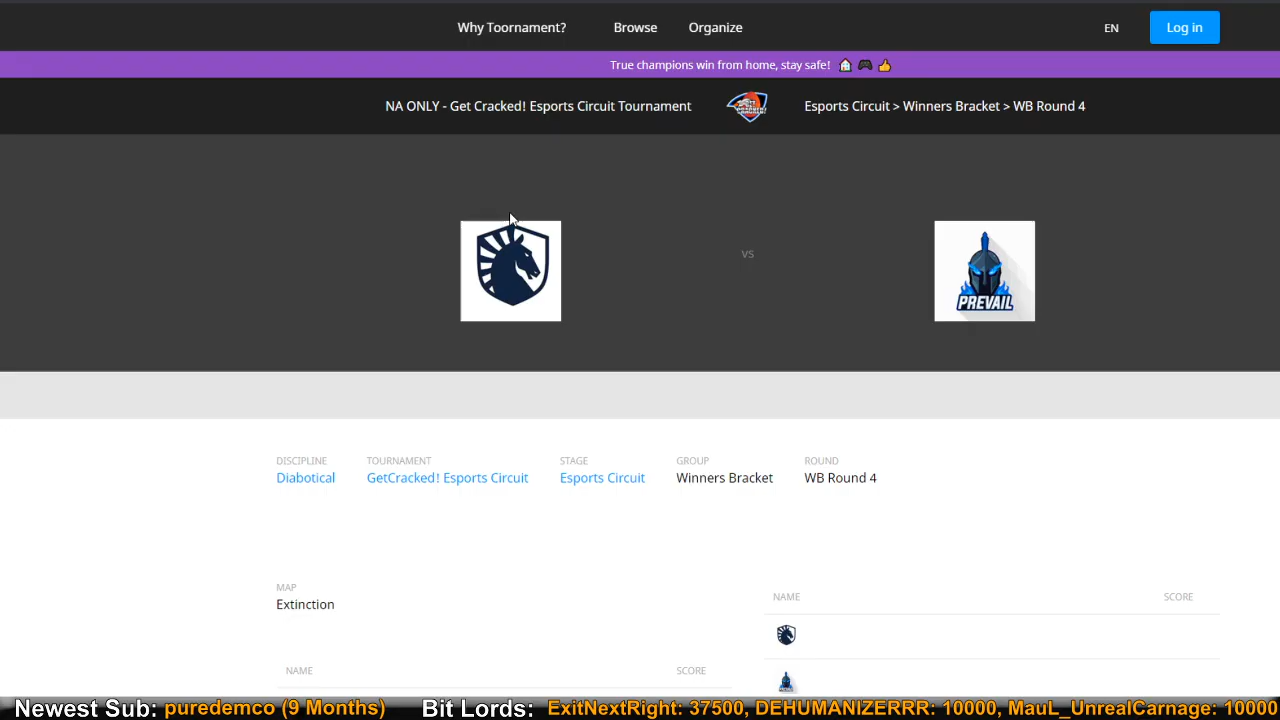 Why Toornament?
Browse
Organize
EN
Log in
True champions win from home, stay safe!
NA ONLY - Get Cracked! Esports Circuit Tournament
Esports Circuit > Winners Bracket > WB Round 4
vs
PREVAIL
DISCIPLINE
Diabotical
TOURNAMENT
GetCracked! Esports Circuit
STAGE
Esports Circuit
GROUP
Winners Bracket
ROUND
WB Round 4
MAP
Extinction
NAME
SCORE
NAME
SCORE
Newest Sub: puredemco (9 Months)
Bit Lords: ExitNextRight: 37500, DEHUMANIZERRR: 10000, MauL_UnrealCarnage: 10000